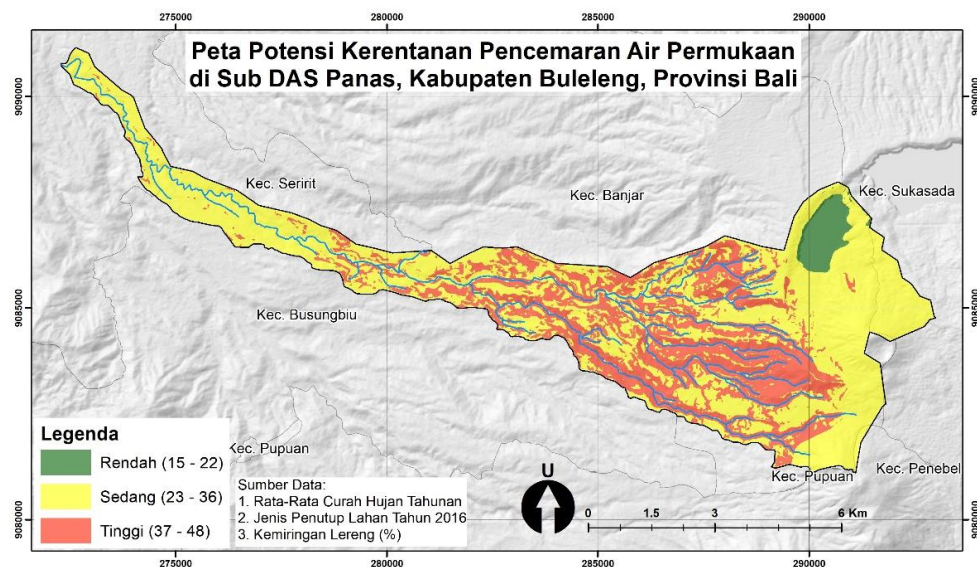 275000 280000 285000 290000
Peta Potensi Kerentanan Pencemaran Air Permukaan
di Sub DAS Panas, Kabupaten Buleleng, Provinsi Bali
9090000 9090000
Kec. Seririt
Kec. Banjar
Kec. Sukasada
9085000 9085000
Kec. Busungbiu
Legenda
Rendah (15 - 22)
Sedang (23 - 36)
Tinggi (37 - 48)
Kec. Pupuan
Sumber Data:
1. Rata-Rata Curah Hujan Tahunan
2. Jenis Penutup Lahan Tahun 2016
3. Kemiringan Lereng (%)
U
0 1.5 3 6 Km
Kec. Pupuan
Kec. Penebel
9080000 9080000
275000 280000 285000 290000